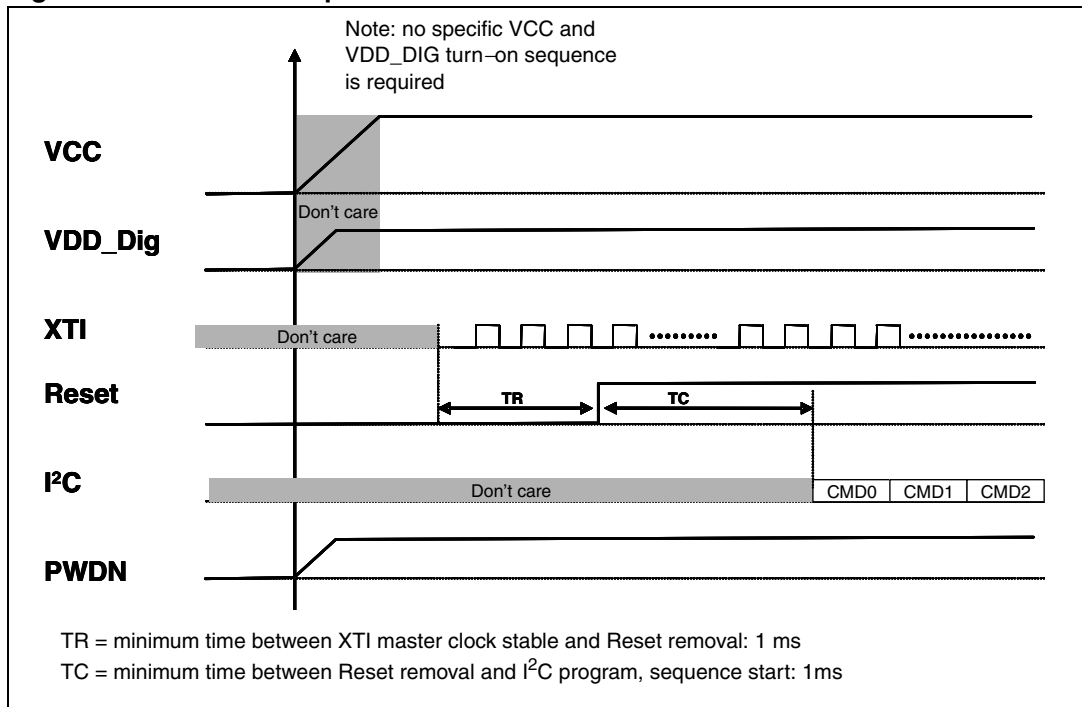 Note: no specific VCC and
VDD_DIG turn–on sequence
is required
VCC
Don't care
VDD_Dig
XTI
Don't care
Reset
TR
TC
I²C
Don't care
CMD0 CMD1 CMD2
PWDN
TR = minimum time between XTI master clock stable and Reset removal: 1 ms
TC = minimum time between Reset removal and I²C program, sequence start: 1ms